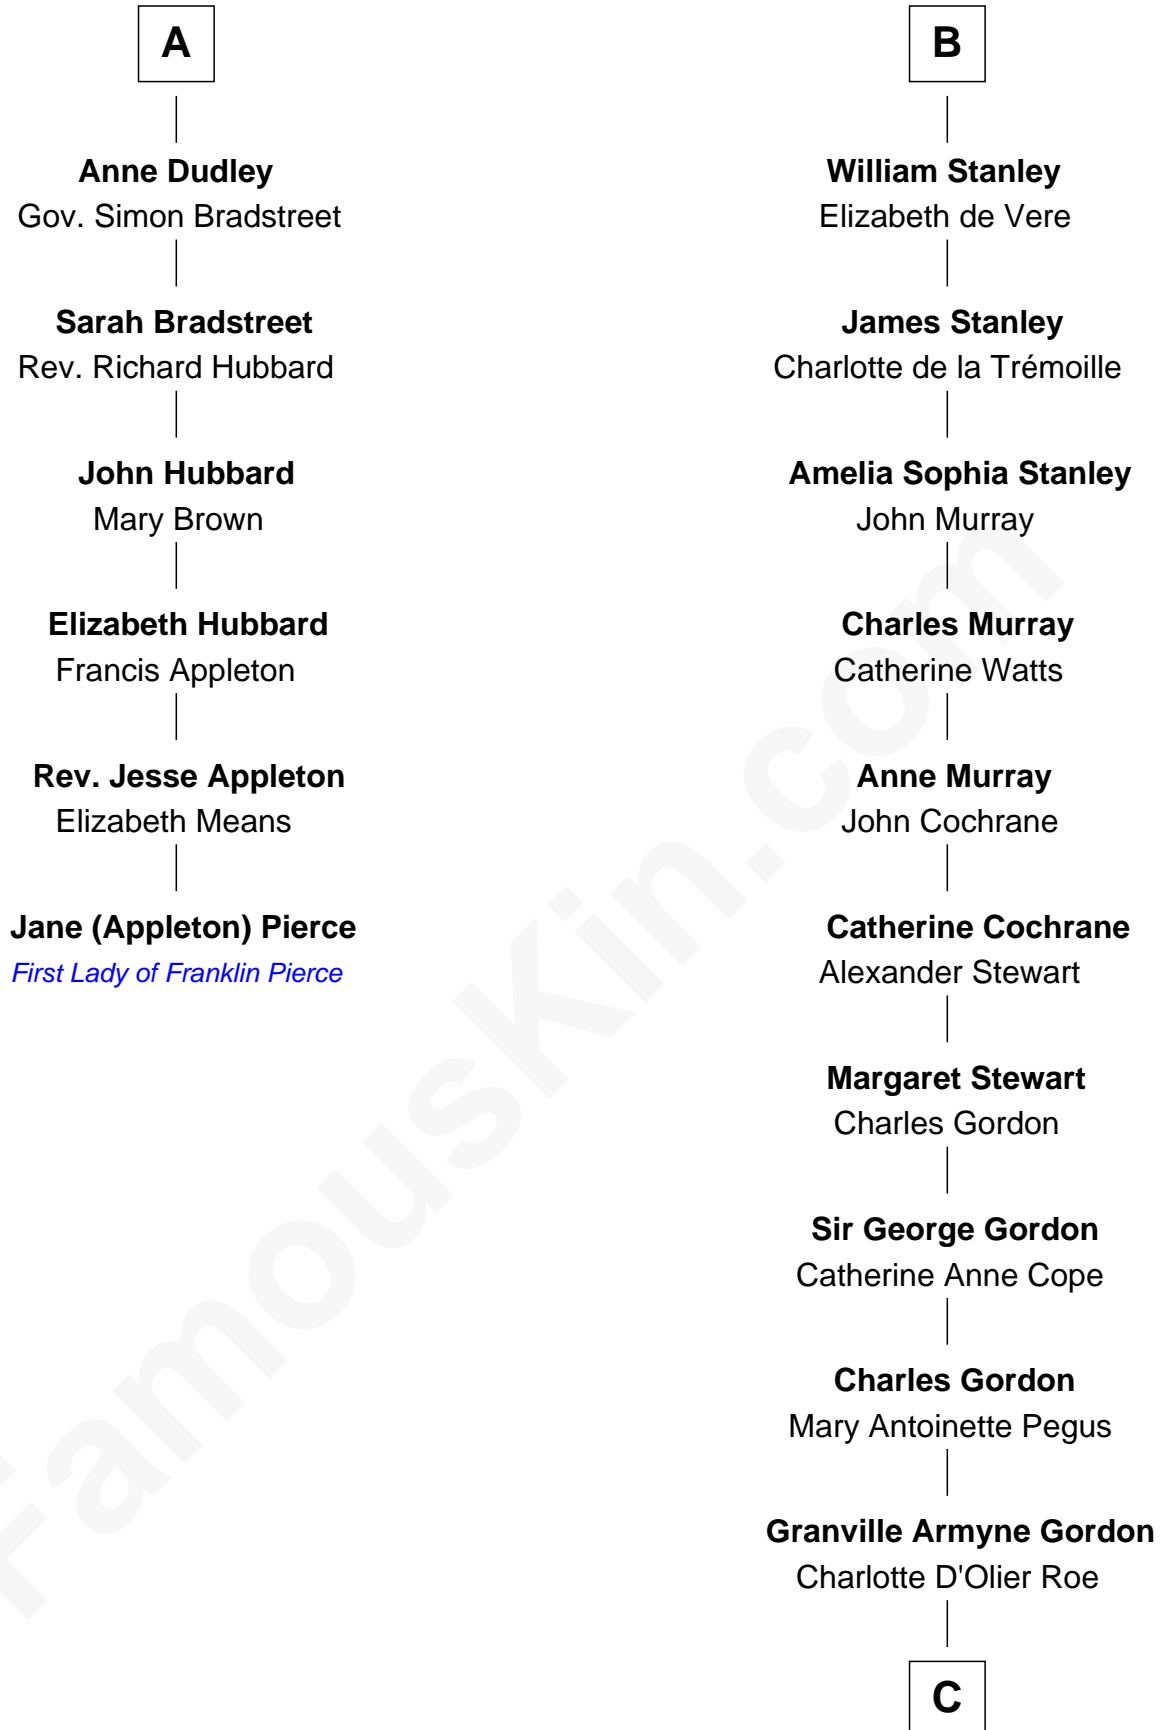 A
Anne Dudley
Gov. Simon Bradstreet
Sarah Bradstreet
Rev. Richard Hubbard
John Hubbard
Mary Brown
Elizabeth Hubbard
Francis Appleton
Rev. Jesse Appleton
Elizabeth Means
Jane (Appleton) Pierce
First Lady of Franklin Pierce
B
William Stanley
Elizabeth de Vere
James Stanley
Charlotte de la Trémoille
Amelia Sophia Stanley
John Murray
Charles Murray
Catherine Watts
Anne Murray
John Cochrane
Catherine Cochrane
Alexander Stewart
Margaret Stewart
Charles Gordon
Sir George Gordon
Catherine Anne Cope
Charles Gordon
Mary Antoinette Pegus
Granville Armyne Gordon
Charlotte D'Olier Roe
C
FamousKin.com